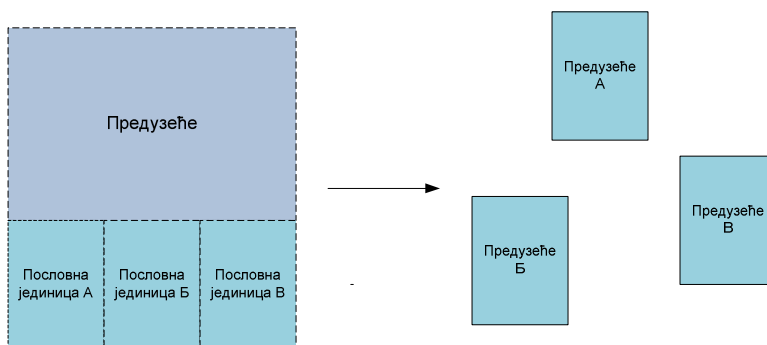 Предузеће
Пословна
јединица А
Пословна
јединица Б
Пословна
јединица В
Предузеће
А
Предузеће
Б
Предузеће
В